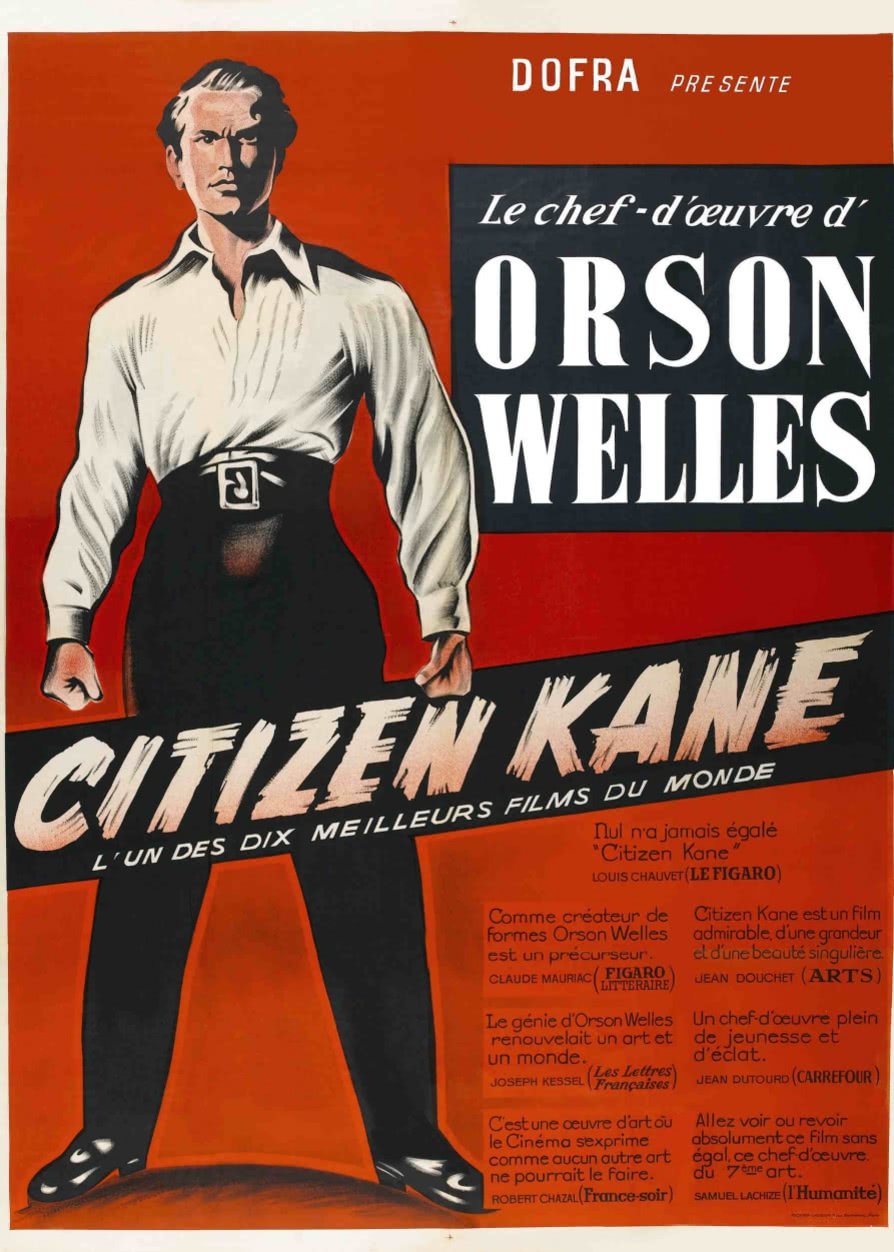 DOFRA PRESENTE
Le chef-d'œuvre d'
ORSON
WELLES
CITIZEN KANE
L'UN DES DIX MEILLEURS FILMS DU MONDE
Nul n'a jamais égalé
"Citizen Kane"
LOUIS CHAUVET (LE FIGARO)
Comme créateur de
formes Orson Welles
est un précurseur.
CLAUDE MAURIAC (FIGARO
LITTERAIRE)
Citizen Kane est un film
admirable, d'une grandeur
et d'une beauté singulière.
JEAN DOUCHET (ARTS)
Le génie d'Orson Welles
renouvelait un art et
un monde.
JOSEPH KESSEL (Les Lettres
Françaises)
Un chef-d'œuvre plein
de jeunesse et
d'éclat.
JEAN DUTOURD (CARREFOUR)
C'est une œuvre d'art où
le Cinéma s'exprime
comme aucun autre art
ne pourrait le faire.
ROBERT CHAZAL (France-soir)
Allez voir ou revoir
absolument ce film sans
égal, ce chef-d'œuvre.
du 7ème art.
SAMUEL LACHIZE (l'Humanité)